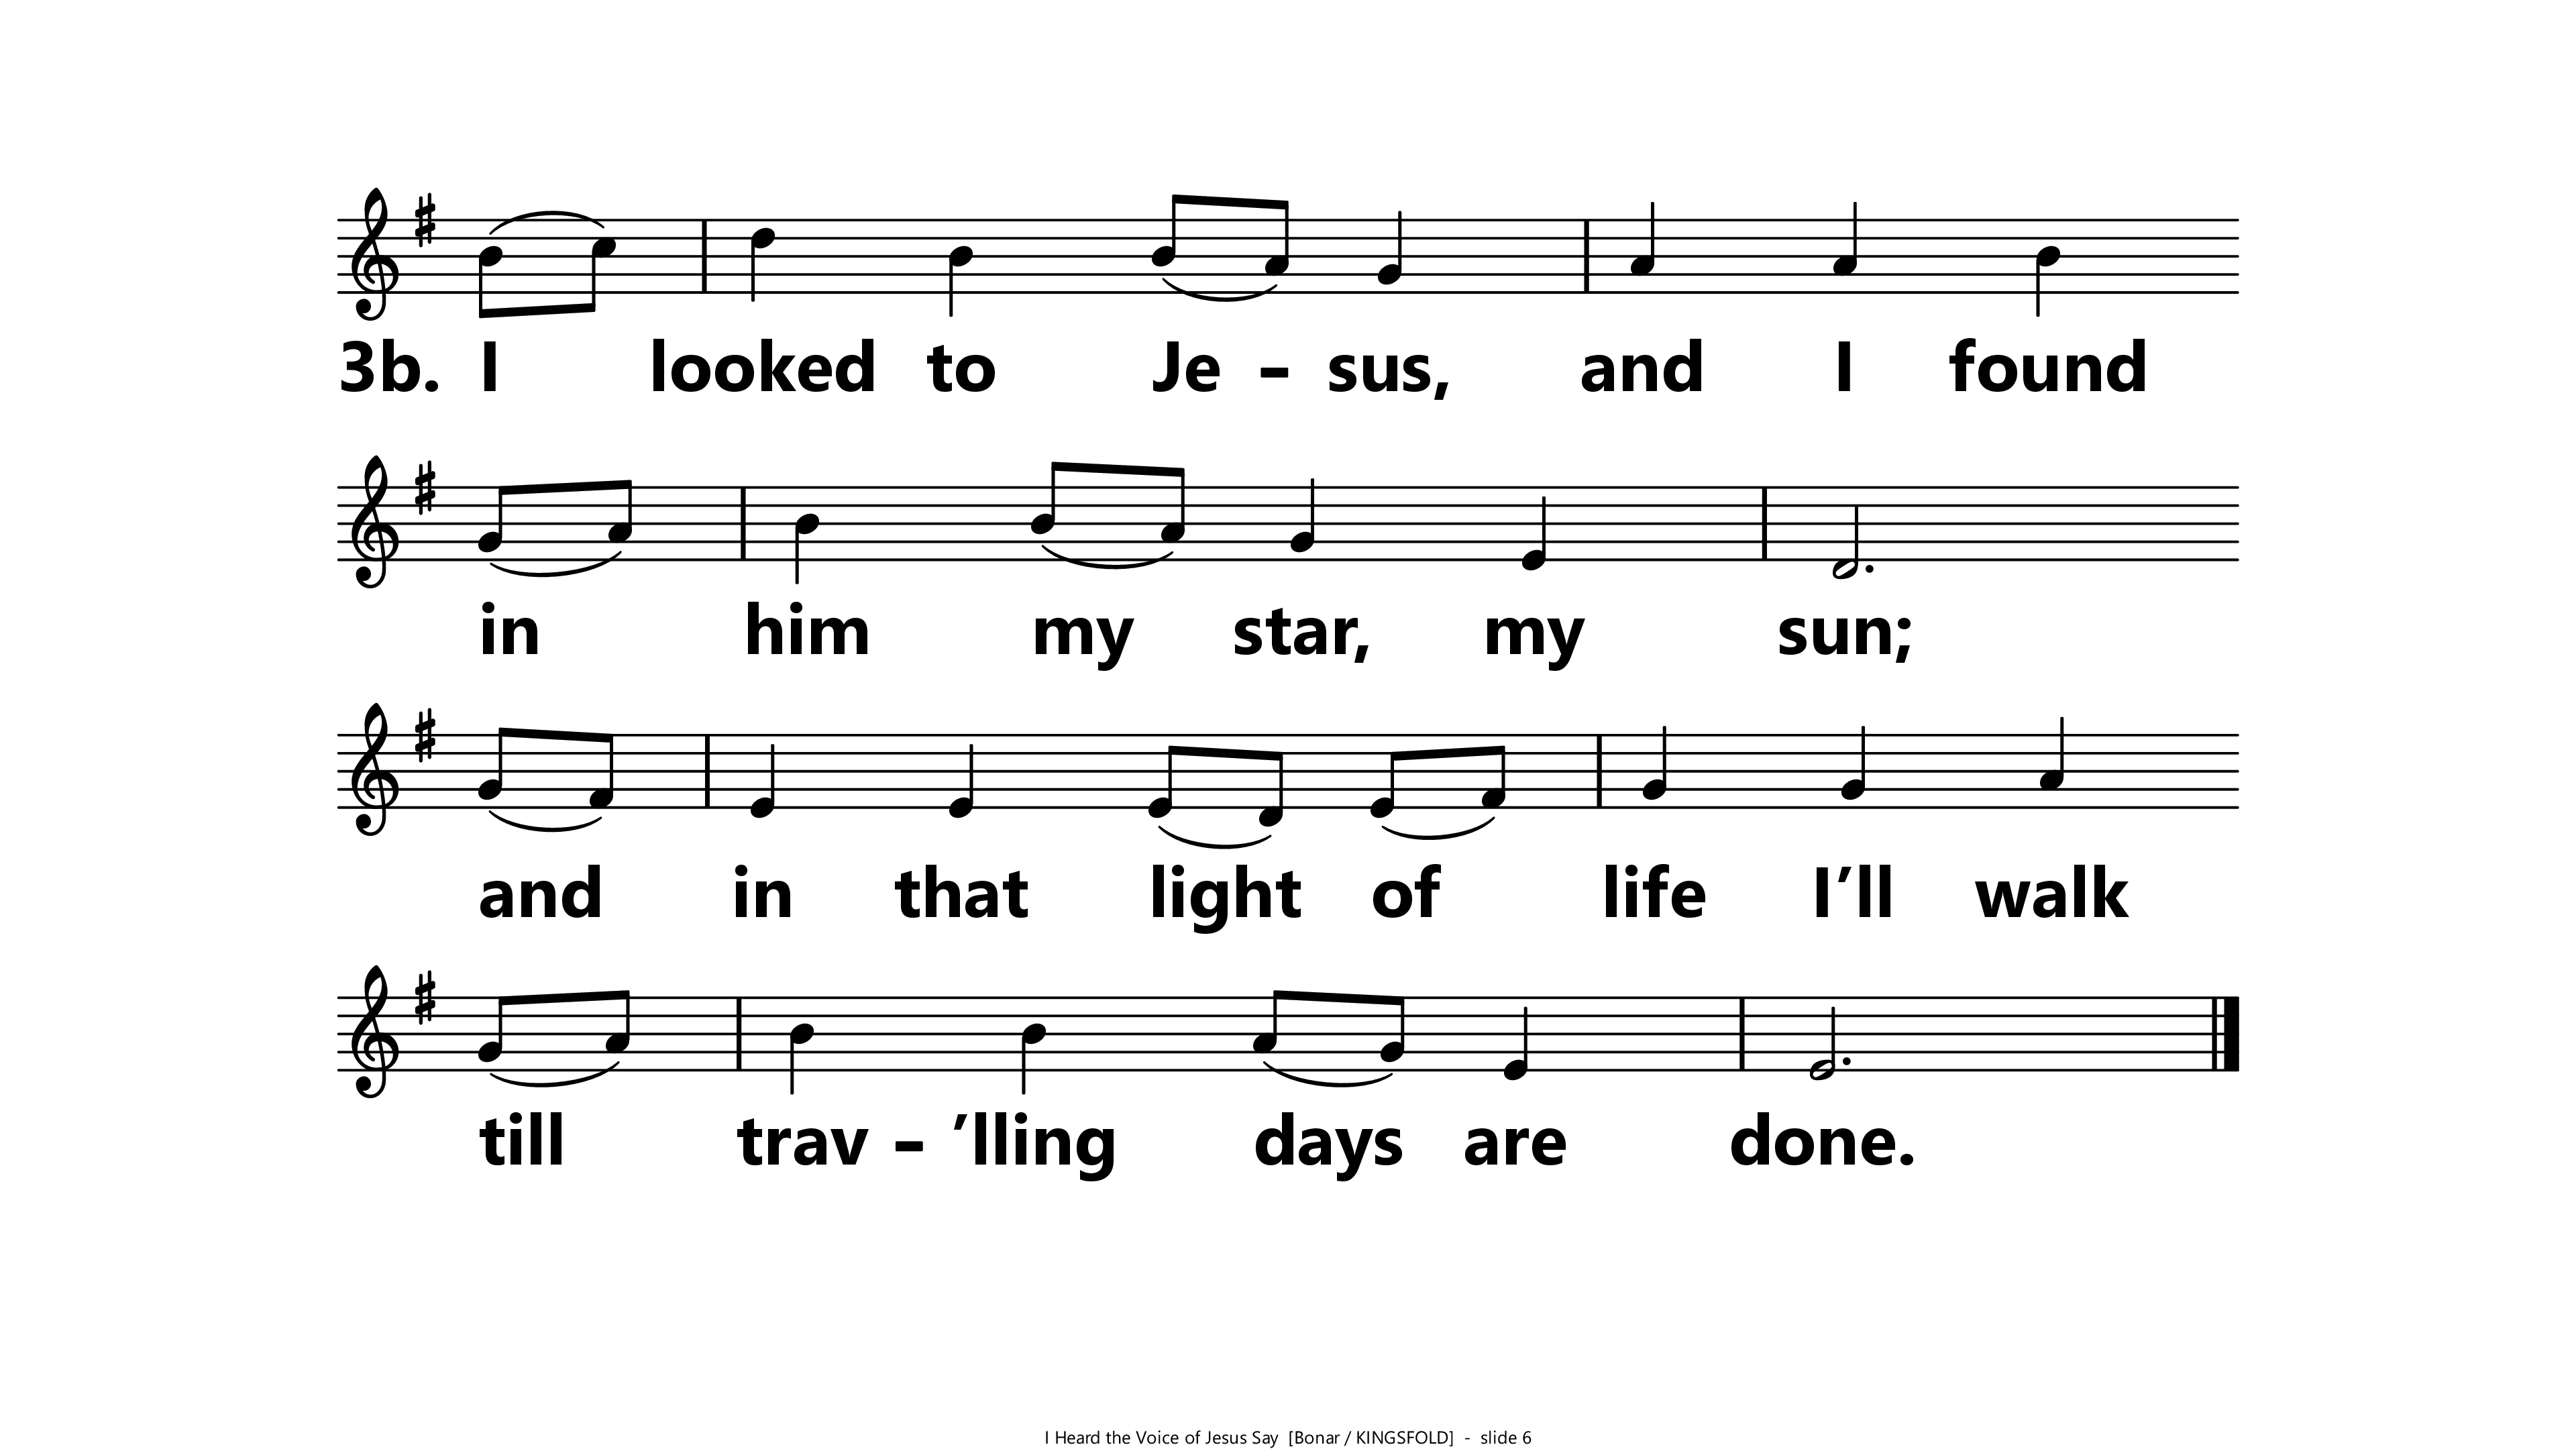 3b. I looked to Je - sus, and I found
in him my star, my sun;
and in that light of life I’ll walk
till trav - ’lling days are done.
I Heard the Voice of Jesus Say [Bonar / KINGSFOLD] - slide 6